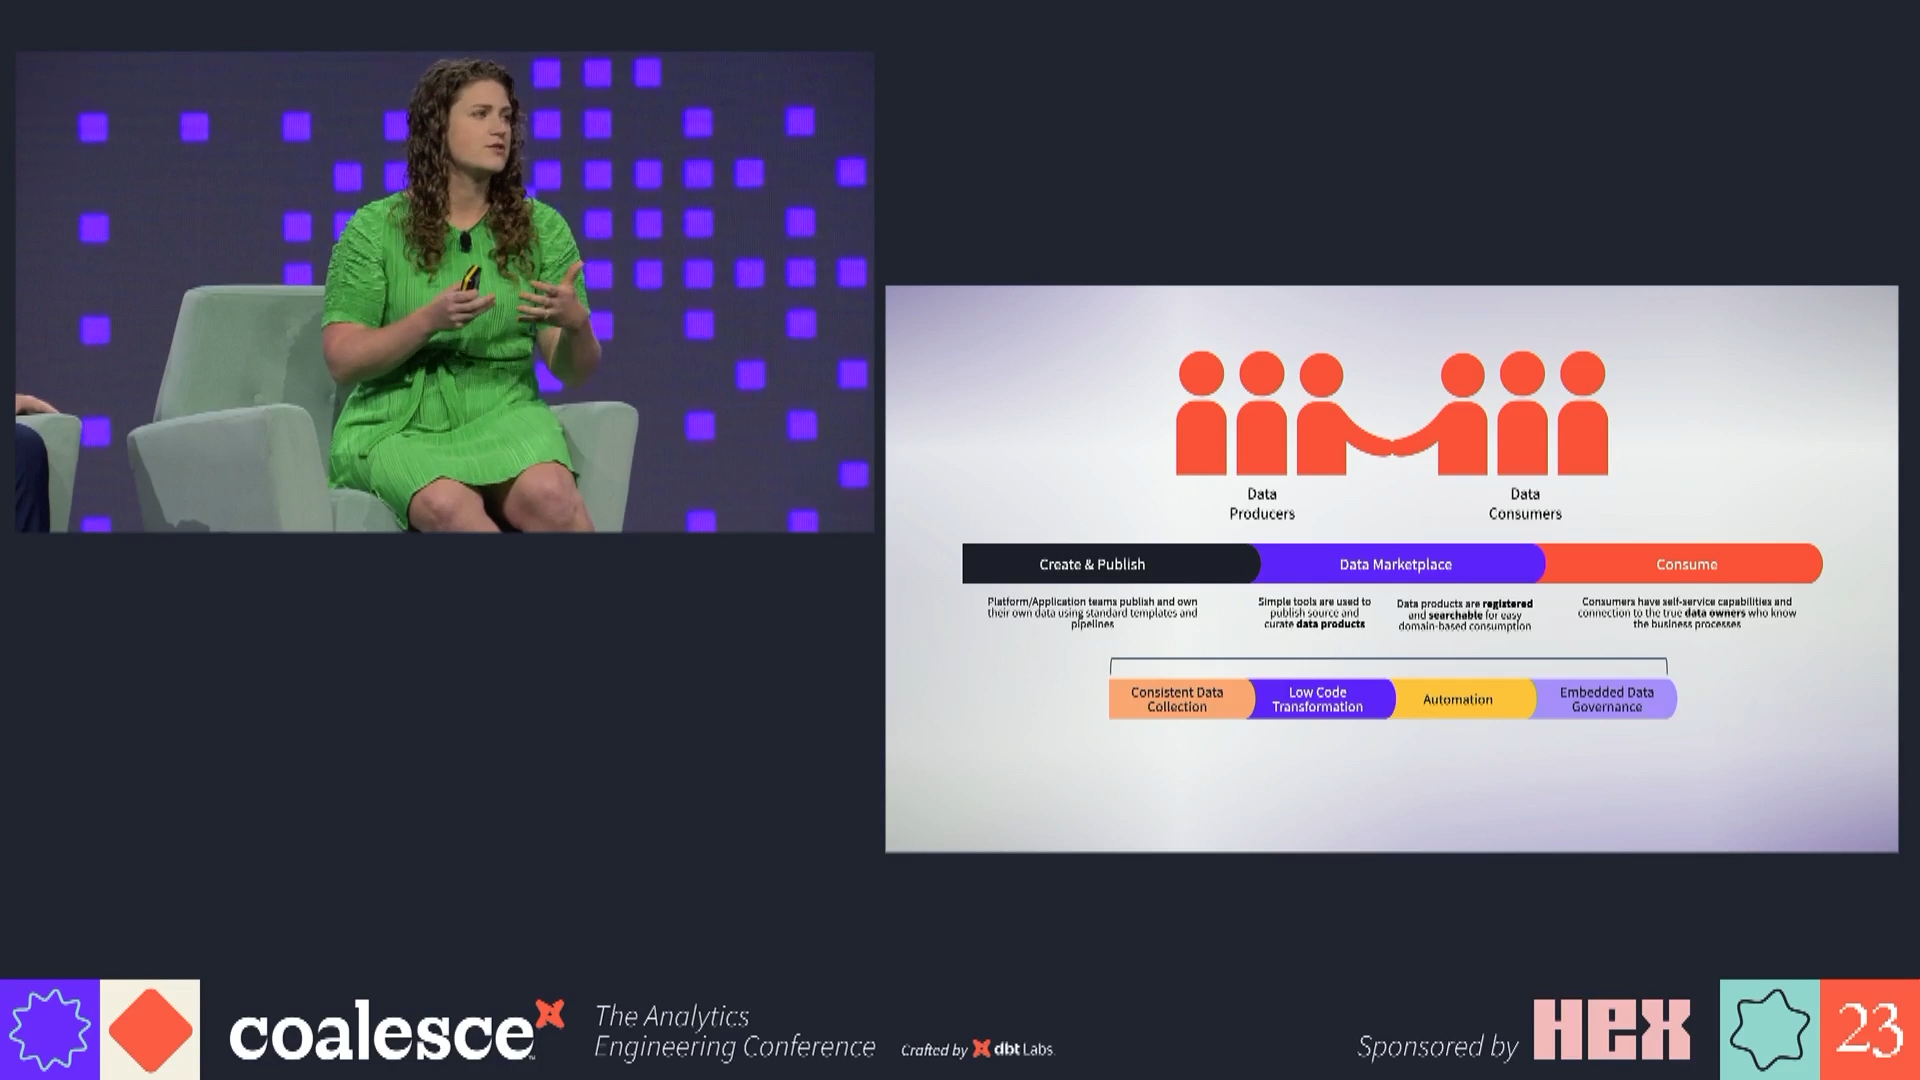 Data
Producers
Data
Consumers
Create & Publish
Data Marketplace
Consume
Platform/Application teams publish and own
their own data using standard templates and
pipelines
Simple tools are used to
publish source and
curate data products
Data products are registered
and searchable for easy
domain-based consumption
Consumers have self-service capabilities and
connection to the true data owners who know
the business processes
Consistent Data
Collection
Low Code
Transformation
Automation
Embedded Data
Governance
coalesce
The Analytics
Engineering Conference
Crafted by dbt Labs
Sponsored by HEX
23